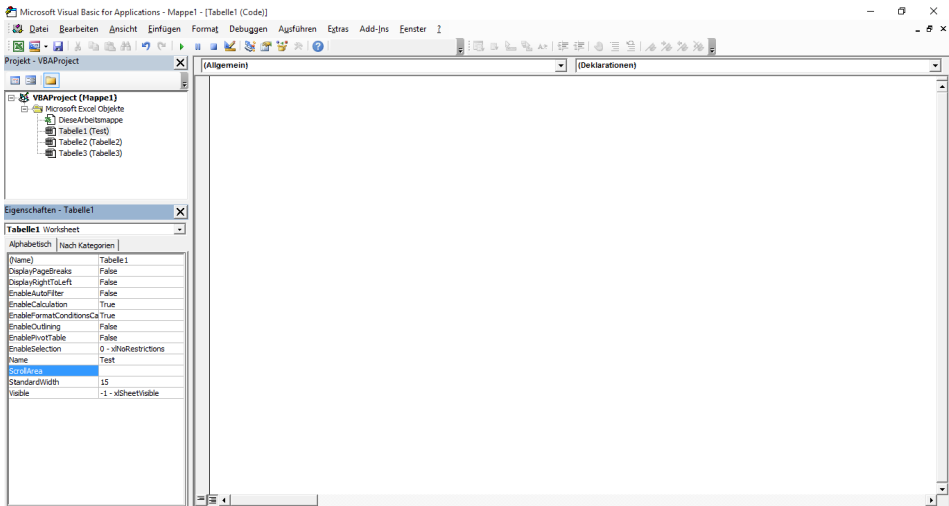 Microsoft Visual Basic for Applications - Mappe1 - [Tabelle1 (Code)]
Datei Bearbeiten Ansicht Einfügen Format Debuggen Ausführen Extras Add-Ins Fenster ?
Projekt - VBAProject
(Allgemein)
(Deklarationen)
VBAProject (Mappe1)
Microsoft Excel Objekte
DieseArbeitsmappe
Tabelle1 (Test)
Tabelle2 (Tabelle2)
Tabelle3 (Tabelle3)
Eigenschaften - Tabelle1
Tabelle1 Worksheet
Alphabetisch Nach Kategorien
(Name) Tabelle1
DisplayPageBreaks False
DisplayRightToLeft False
EnableAutoFilter False
EnableCalculation True
EnableFormatConditionsCa True
EnableOutlining False
EnablePivotTable False
EnableSelection 0 - xlNoRestrictions
Name Test
ScrollArea
StandardWidth 15
Visible -1 - xlSheetVisible